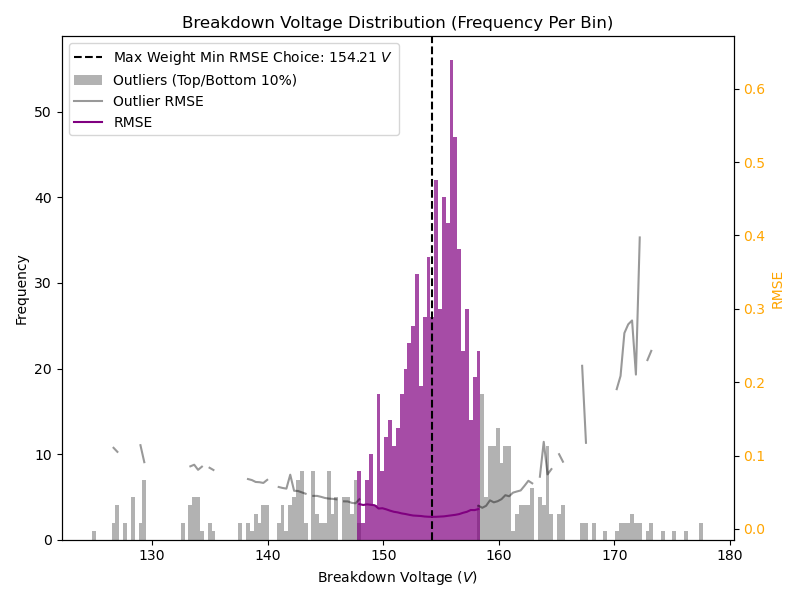 Breakdown Voltage Distribution (Frequency Per Bin)
Max Weight Min RMSE Choice: 154.21 V
Outliers (Top/Bottom 10%)
Outlier RMSE
RMSE
Frequency
50
40
30
20
10
0
0.6
0.5
0.4
0.3
0.2
0.1
0.0
RMSE
130 140 150 160 170 180
Breakdown Voltage (V)